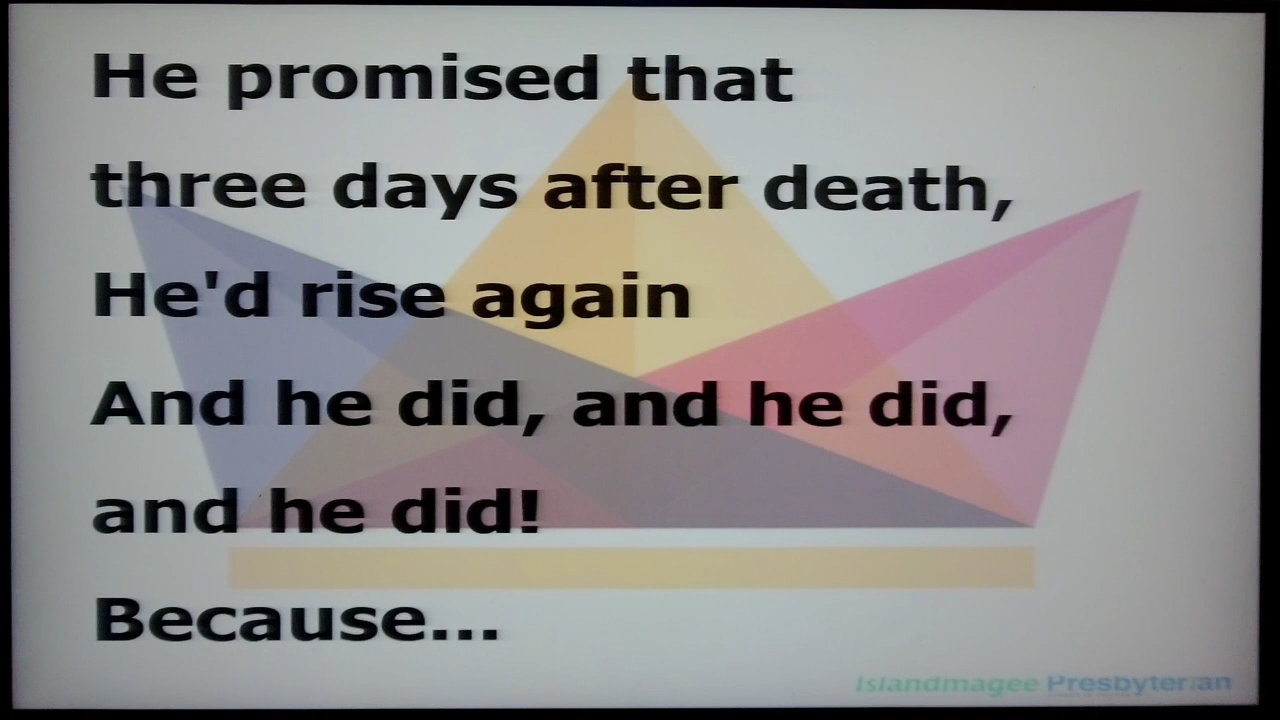 He promised that
three days after death,
He'd rise again
And he did, and he did,
and he did!
Because...
Islandmagee Presbyterian